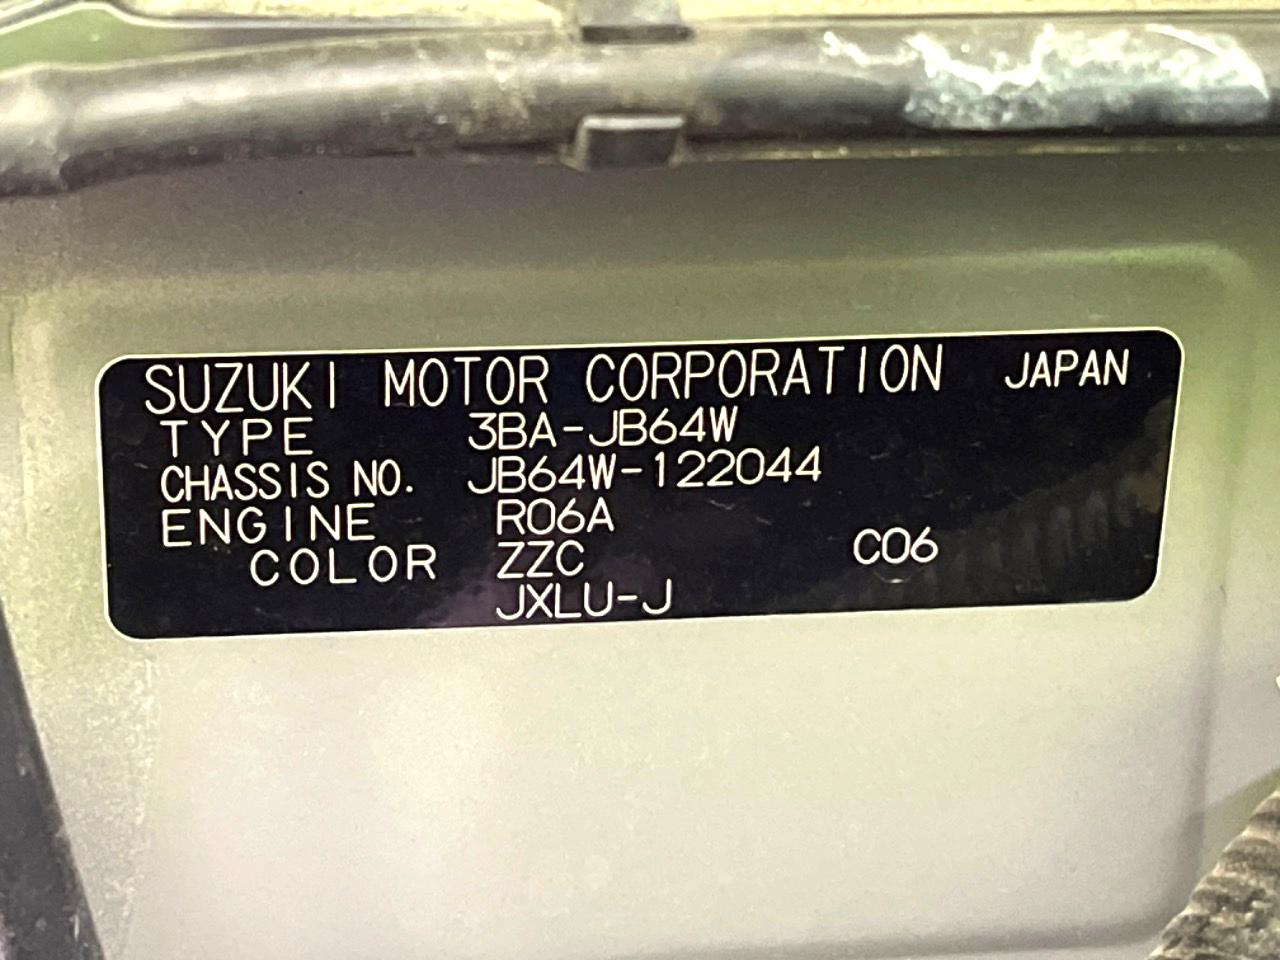 SUZUKI MOTOR CORPORATION JAPAN
TYPE 3BA-JB64W
CHASSIS NO. JB64W-122044
ENGINE R06A
COLOR ZZC C06
JXLU-J